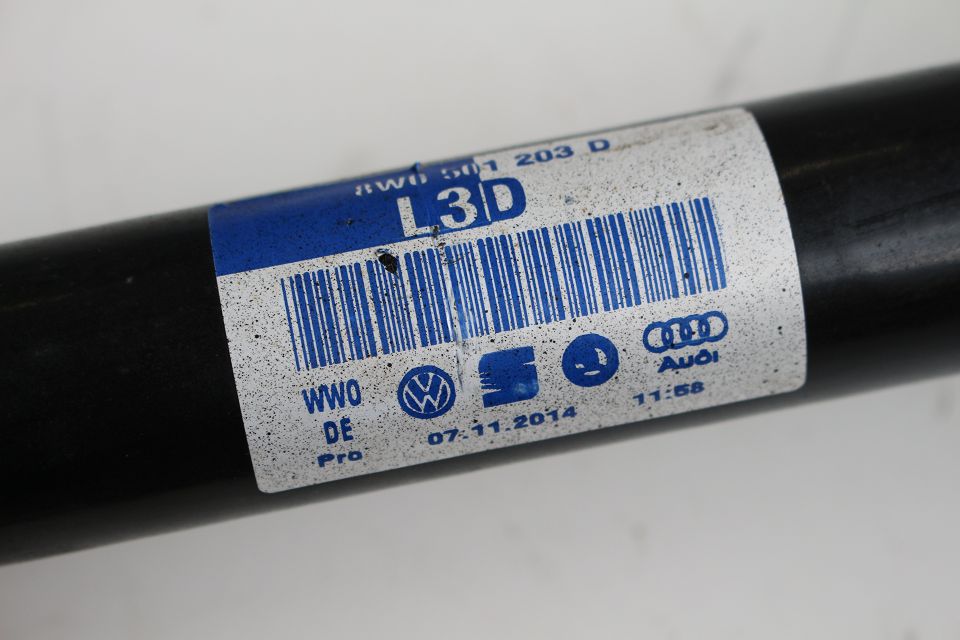 8W0 501 203 D
L3D
WWO
DE
Pro
07.11.2014 11:58
Audi